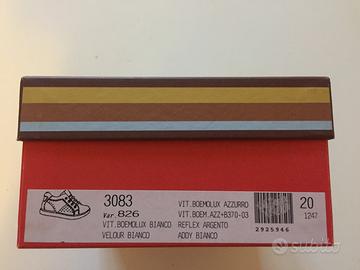 3083
Var. 826
VIT.BOEMOLUX BIANCO
VELOUR BIANCO
VIT.BOEMOLUX AZZURRO
VIT.BOEM.AZZ+B370-03
REFLEX ARGENTO
ADDY BIANCO
2925946
20
1247
subito